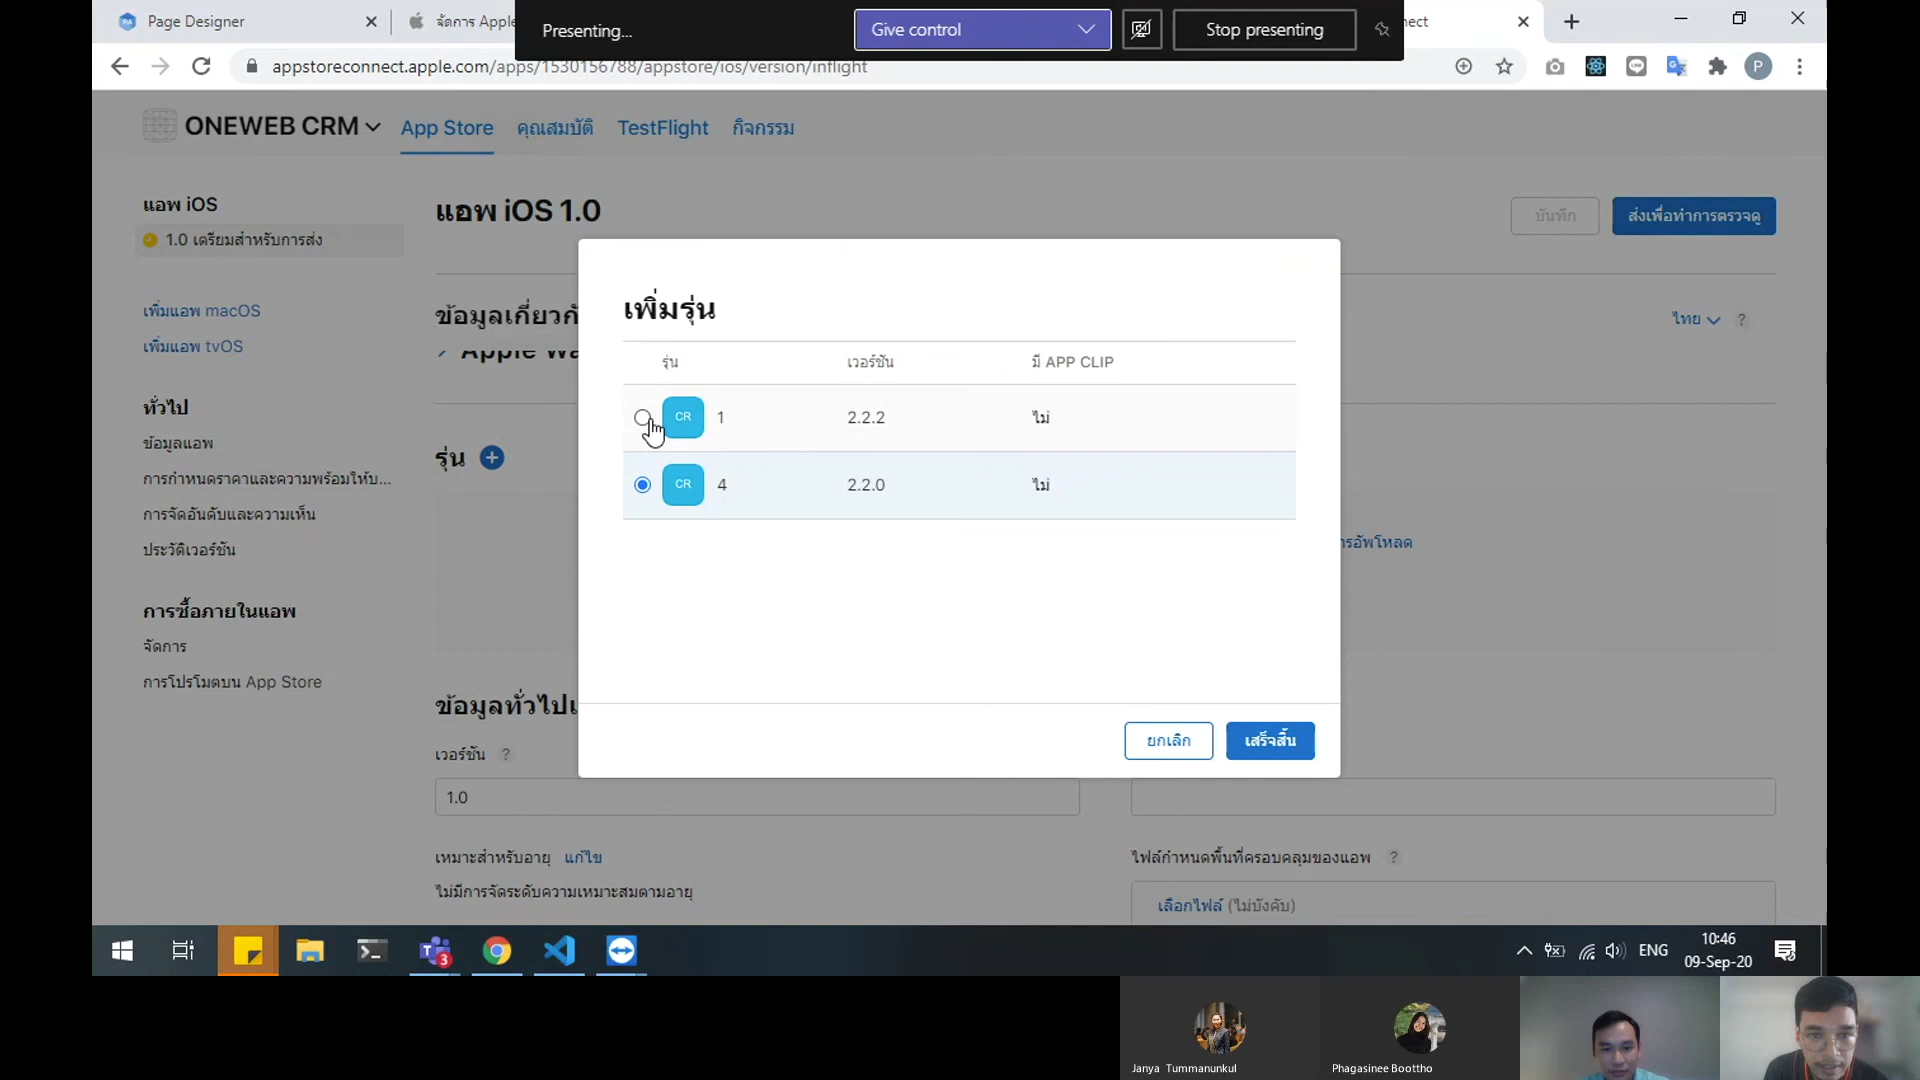 Page Designer
จัดการ Apple
Presenting...
Give control
Stop presenting
nect
appstoreconnect.apple.com/apps/1530156788/appstore/ios/version/inflight
P
ONEWEB CRM
App Store
คุณสมบัติ
TestFlight
กิจกรรม
แอพ iOS
1.0 เตรียมสำหรับการส่ง
เพิ่มแอพ macOS
เพิ่มแอพ tvOS
ทั่วไป
ข้อมูลแอพ
การกำหนดราคาและความพร้อมให้บ...
การจัดอันดับและความเห็น
ประวัติเวอร์ชัน
การซื้อภายในแอพ
จัดการ
การโปรโมตบน App Store
แอพ iOS 1.0
บันทึก
ส่งเพื่อทำการตรวจดู
ข้อมูลเกี่ยวกั
ไทย
?
Apple Wa
รุ่น
เพิ่มรุ่น
รุ่น เวอร์ชัน มี APP CLIP
CR 1 2.2.2 ไม่
CR 4 2.2.0 ไม่
ยกเลิก
เสร็จสิ้น
ารอัพโหลด
ข้อมูลทั่วไปเ
เวอร์ชัน ?
1.0
เหมาะสำหรับอายุ แก้ไข
ไม่มีการจัดระดับความเหมาะสมตามอายุ
ไฟล์กำหนดพื้นที่ครอบคลุมของแอพ ?
เลือกไฟล์ (ไม่บังคับ)
3
ENG
10:46
09-Sep-20
Janya Tummanunkul
Phagasinee Boottho